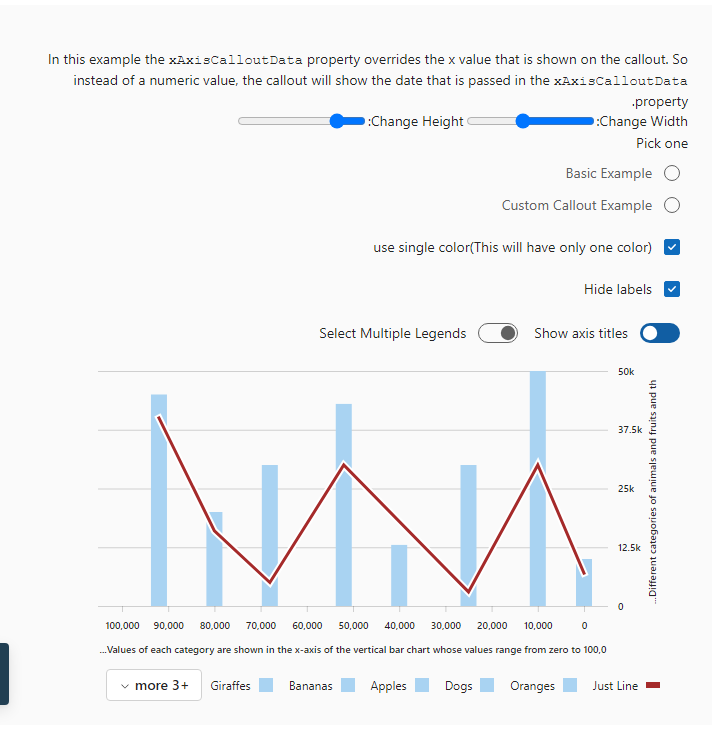 In this example the xAxisCalloutData property overrides the x value that is shown on the callout. So
instead of a numeric value, the callout will show the date that is passed in the xAxisCalloutData
.property
:Change Width :Change Height
Pick one
Basic Example
Custom Callout Example
use single color(This will have only one color)
Hide labels
Select Multiple Legends Show axis titles
50k
37.5k
25k
12.5k
0
...Different categories of animals and fruits and th
100,000 90,000 80,000 70,000 60,000 50,000 40,000 30,000 20,000 10,000 0
...Values of each category are shown in the x-axis of the vertical bar chart whose values range from zero to 100,0
more 3+ Giraffes Bananas Apples Dogs Oranges Just Line